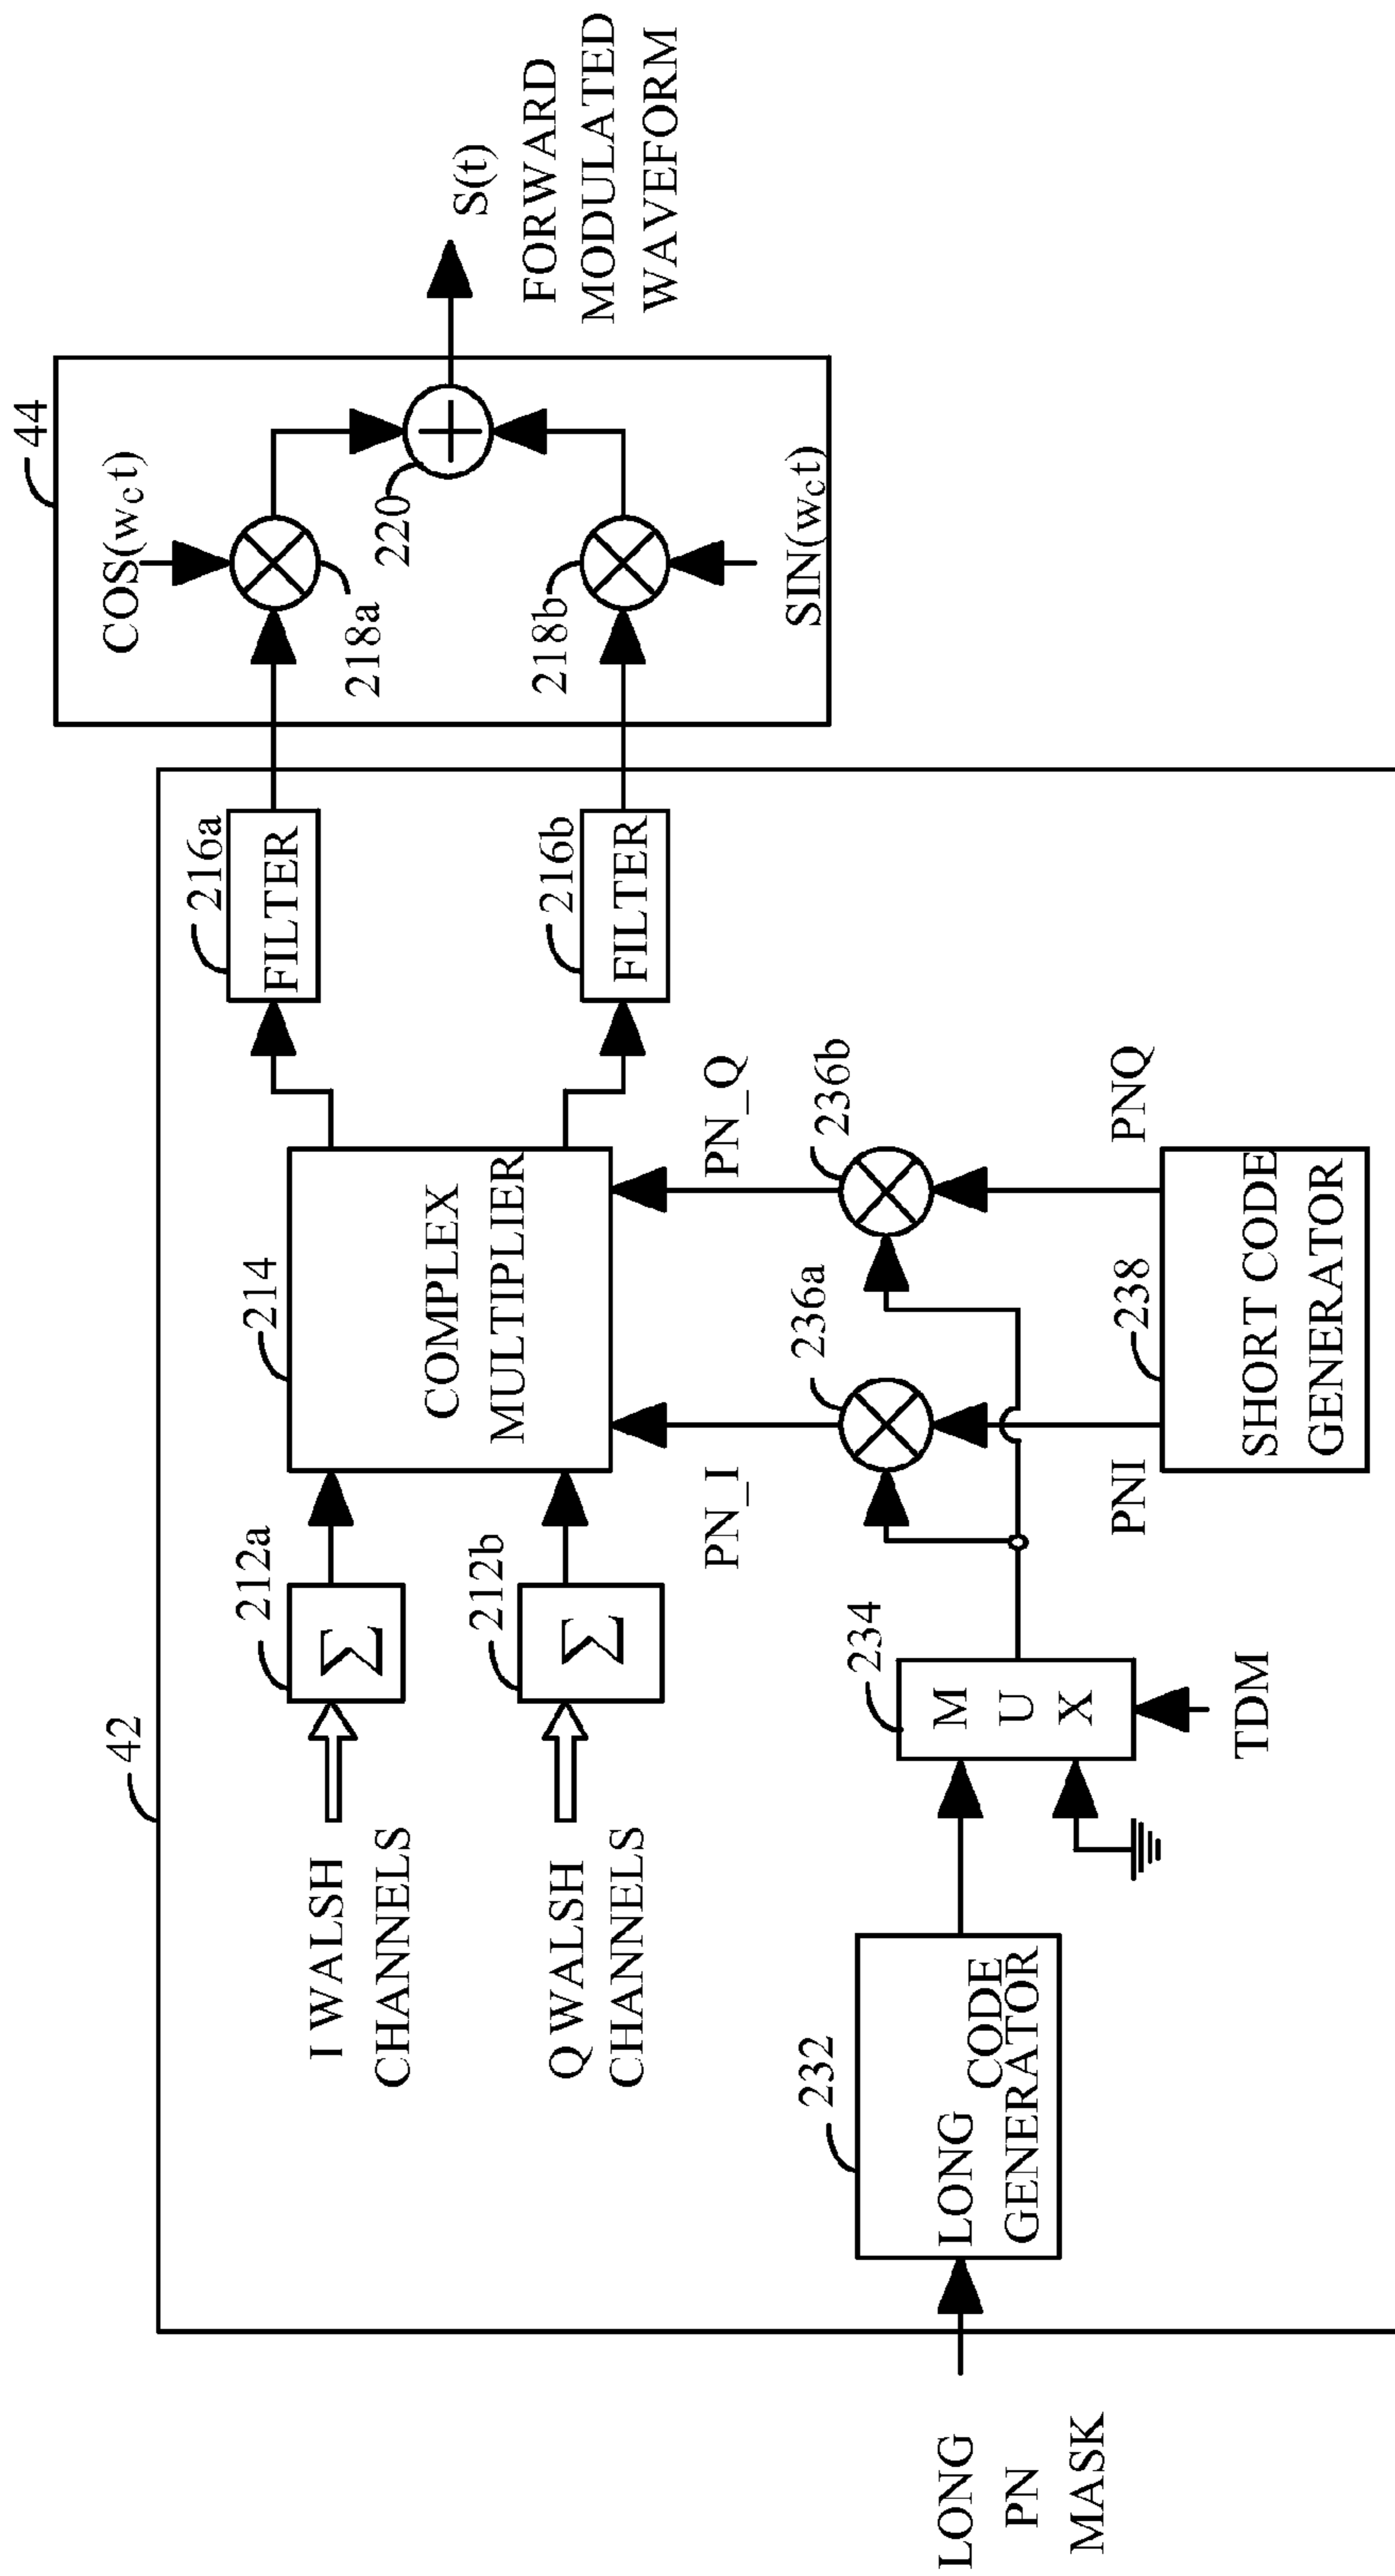 42
I WALSH
CHANNELS
212a
Σ
Q WALSH
CHANNELS
212b
Σ
214
COMPLEX
MULTIPLIER
216a
FILTER
216b
FILTER
44
COS(wct)
218a
218b
SIN(wct)
220
S(t)
FORWARD
MODULATED
WAVEFORM
PN_I
PN_Q
236a
236b
LONG
PN
MASK
232
LONG
CODE
GENERATOR
234
M
U
X
TDM
PNI
PNQ
238
SHORT CODE
GENERATOR